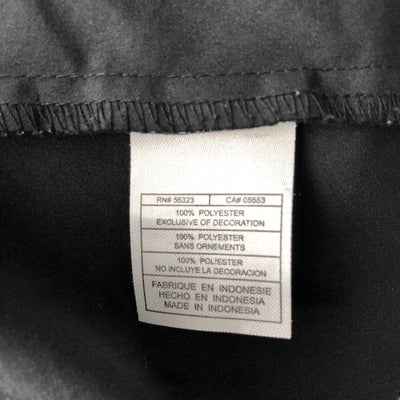 RN# 56323 CA# 05553
100% POLYESTER
EXCLUSIVE OF DECORATION
100% POLYESTER
SANS ORNEMENTS
100% POLIESTER
NO INCLUYE LA DECORACION
FABRIQUE EN INDONESIE
HECHO EN INDONESIA
MADE IN INDONESIA